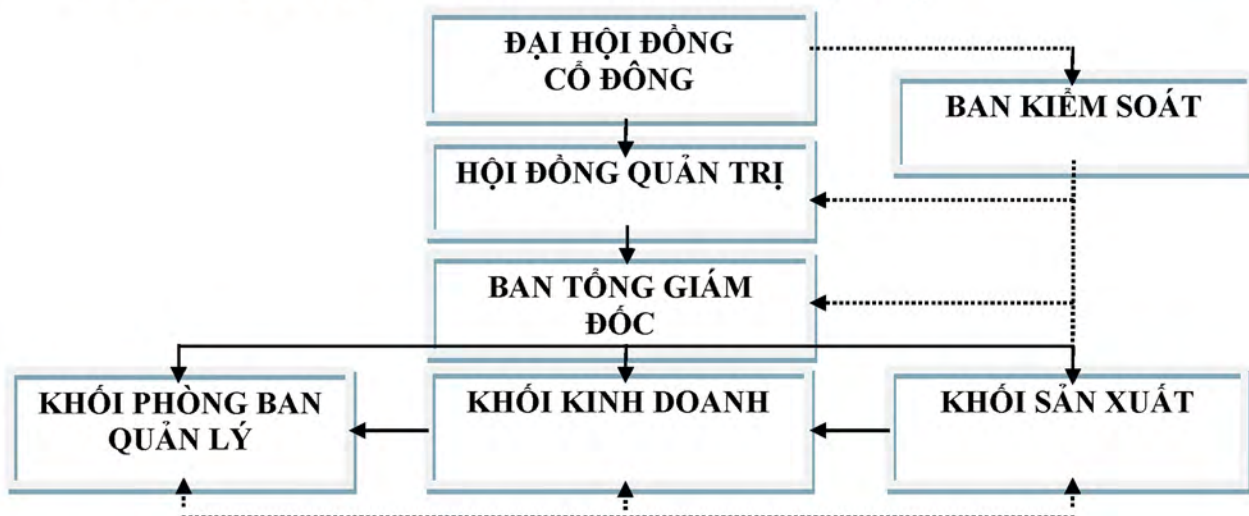 ĐẠI HỘI ĐỒNG
CỔ ĐÔNG
BAN KIỂM SOÁT
HỘI ĐỒNG QUẢN TRỊ
BAN TỔNG GIÁM
ĐỐC
KHỐI PHÒNG BAN
QUẢN LÝ
KHỐI KINH DOANH
KHỐI SẢN XUẤT